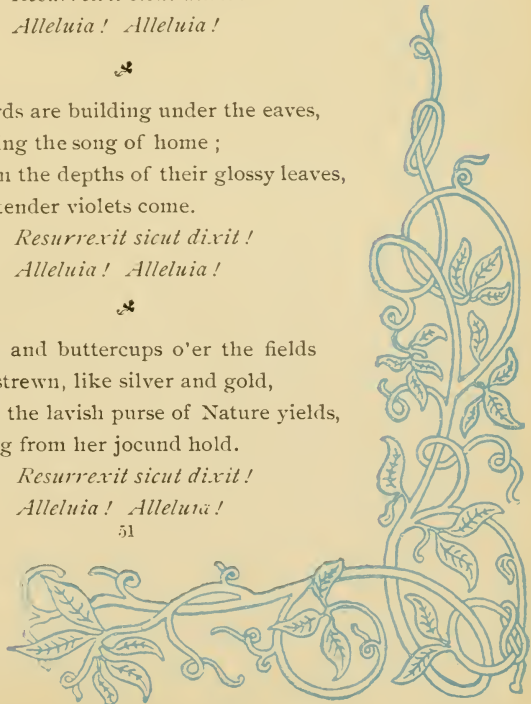 Alleluia! Alleluia!
rds are building under the eaves,
ng the song of home;
n the depths of their glossy leaves,
tender violets come.
Resurrexit sicut dixit!
Alleluia! Alleluia!
and buttercups o'er the fields
strewn, like silver and gold,
the lavish purse of Nature yields,
g from her jocund hold.
Resurrexit sicut dixit!
Alleluia! Alleluia!
51